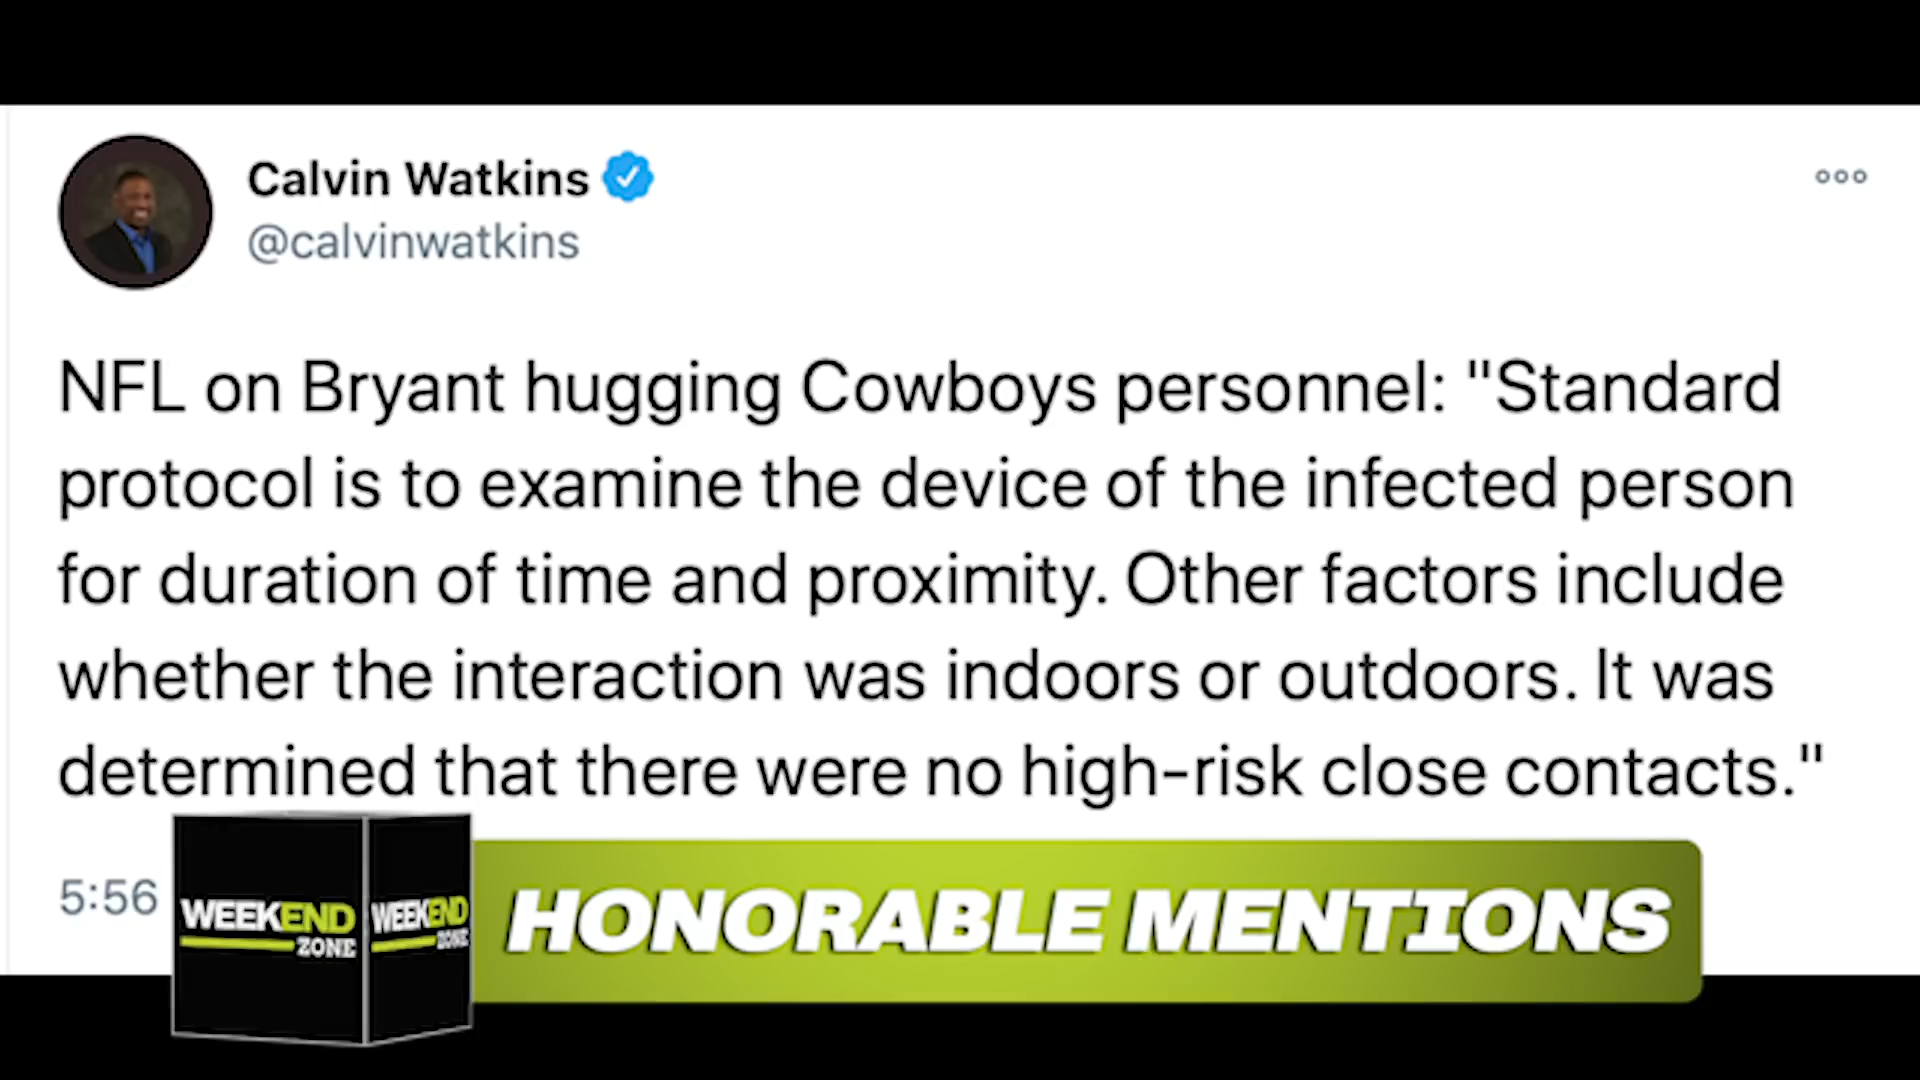 Calvin Watkins
@calvinwatkins
NFL on Bryant hugging Cowboys personnel: "Standard
protocol is to examine the device of the infected person
for duration of time and proximity. Other factors include
whether the interaction was indoors or outdoors. It was
determined that there were no high-risk close contacts."
5:56
WEEKEND
ZONE
WEEKEND
ZONE
HONORABLE MENTIONS